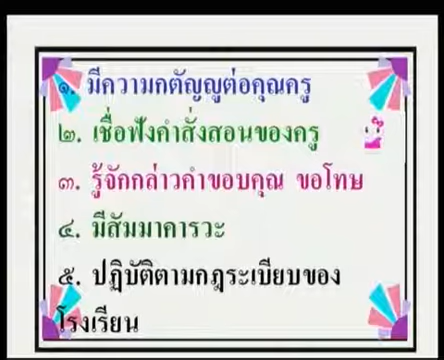 ๑. มีความกตัญญูต่อคุณครู
๒. เชื่อฟังคำสั่งสอนของครู
๓. รู้จักกล่าวคำขอบคุณ ขอโทษ
๔. มีสัมมาคารวะ
๕. ปฏิบัติตามกฎระเบียบของ
โรงเรียน